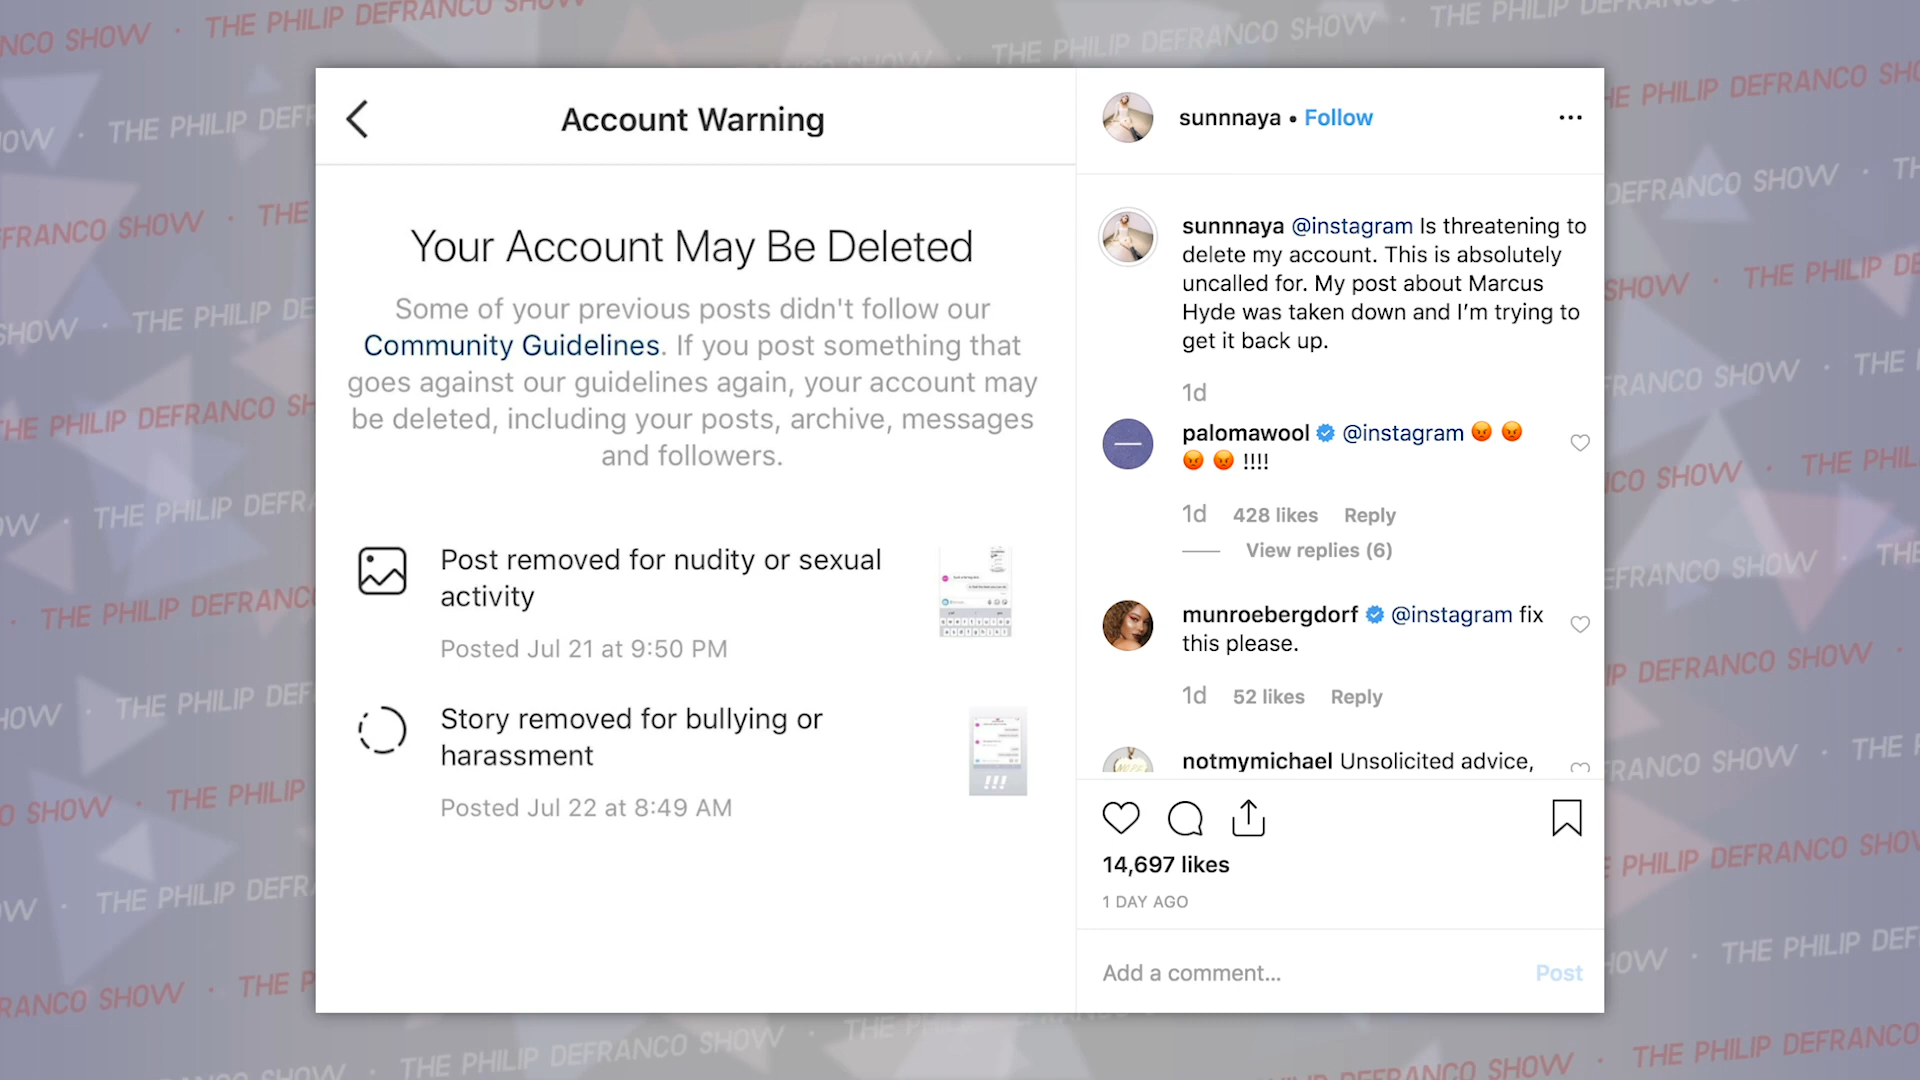 Account Warning
Your Account May Be Deleted
Some of your previous posts didn't follow our
Community Guidelines. If you post something that
goes against our guidelines again, your account may
be deleted, including your posts, archive, messages
and followers.
Post removed for nudity or sexual
activity
Posted Jul 21 at 9:50 PM
Story removed for bullying or
harassment
Posted Jul 22 at 8:49 AM
!!!
sunnnaya • Follow
sunnnaya @instagram Is threatening to
delete my account. This is absolutely
uncalled for. My post about Marcus
Hyde was taken down and I'm trying to
get it back up.
1d
palomawool @instagram 😡 😡
😡 😡 !!!!
1d 428 likes Reply
View replies (6)
munroebergdorf @instagram fix
this please.
1d 52 likes Reply
notmymichael Unsolicited advice,
14,697 likes
1 DAY AGO
Add a comment... Post
THE PHILIP DEFRANCO SHOW